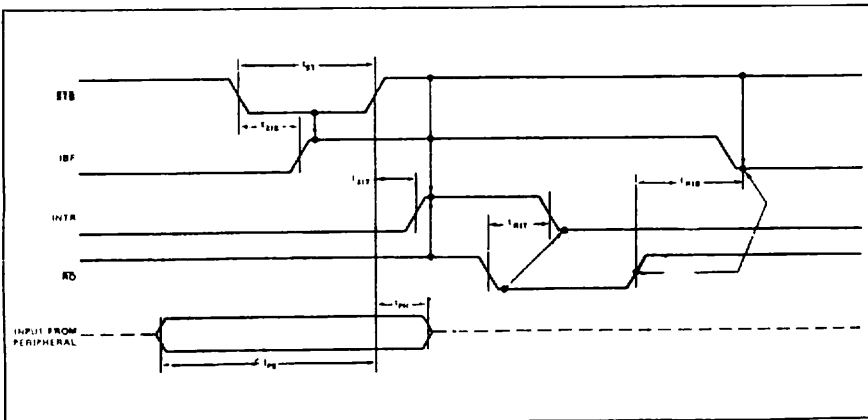 tST
STB
tSIB
IBF
tSIT
tRIB
INTR
tRIT
RD
tPH
INPUT FROM
PERIPHERAL
tPS